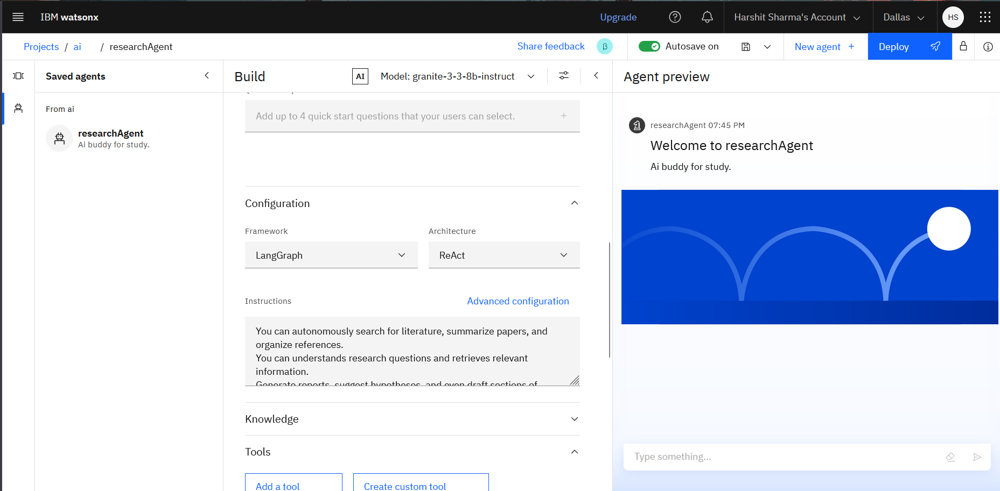 IBM watsonx
Upgrade
Harshit Sharma's Account
Dallas
HS
Projects / ai / researchAgent
Share feedback
β
Autosave on
New agent +
Deploy
Saved agents
From ai
researchAgent
Ai buddy for study.
Build
AI
Model: granite-3-3-8b-instruct
Add up to 4 quick start questions that your users can select.
Configuration
Framework
Architecture
LangGraph
ReAct
Instructions
Advanced configuration
You can autonomously search for literature, summarize papers, and
organize references.
You can understands research questions and retrieves relevant
information.
Generate reports, suggest hypotheses, and even draft sections of
Knowledge
Tools
Add a tool
Create custom tool
Agent preview
researchAgent 07:45 PM
Welcome to researchAgent
Ai buddy for study.
Type something...